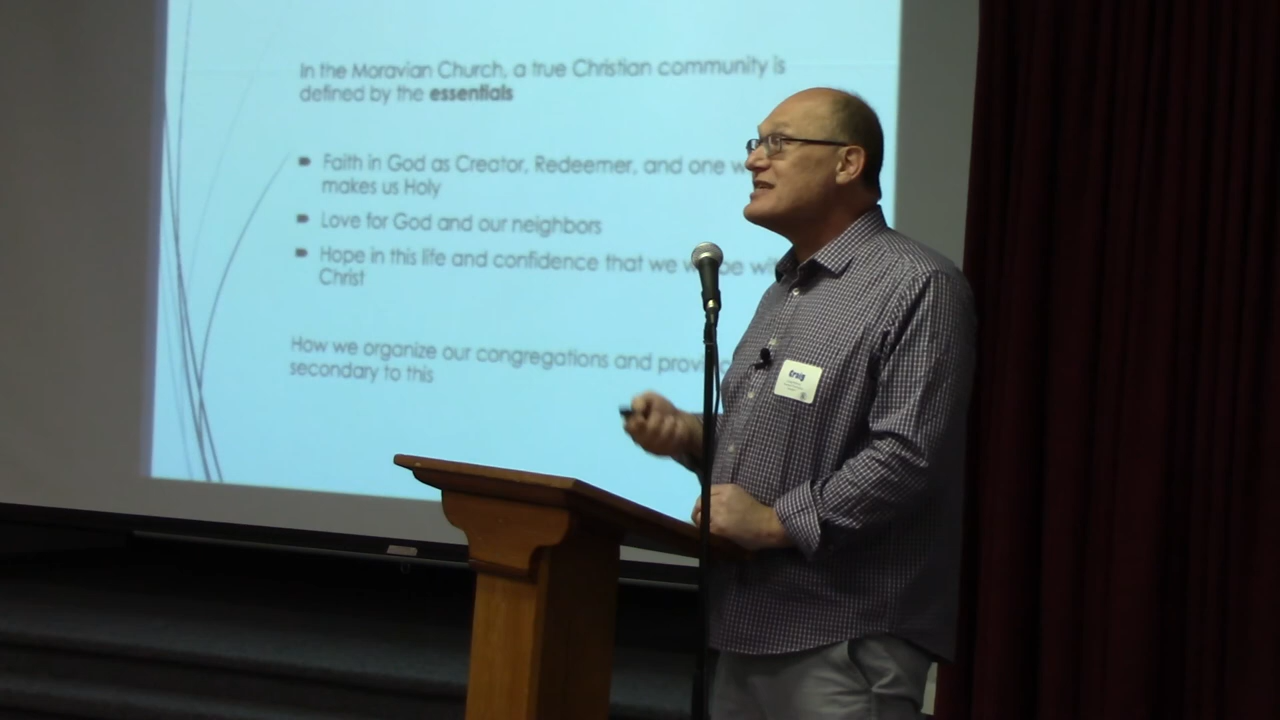 In the Moravian Church, a true Christian community is
defined by the essentials
Faith in God as Creator, Redeemer, and one
makes us Holy
Love for God and our neighbors
Hope in this life and confidence that we
Christ
How we organize our congregations and
secondary to this
Craig